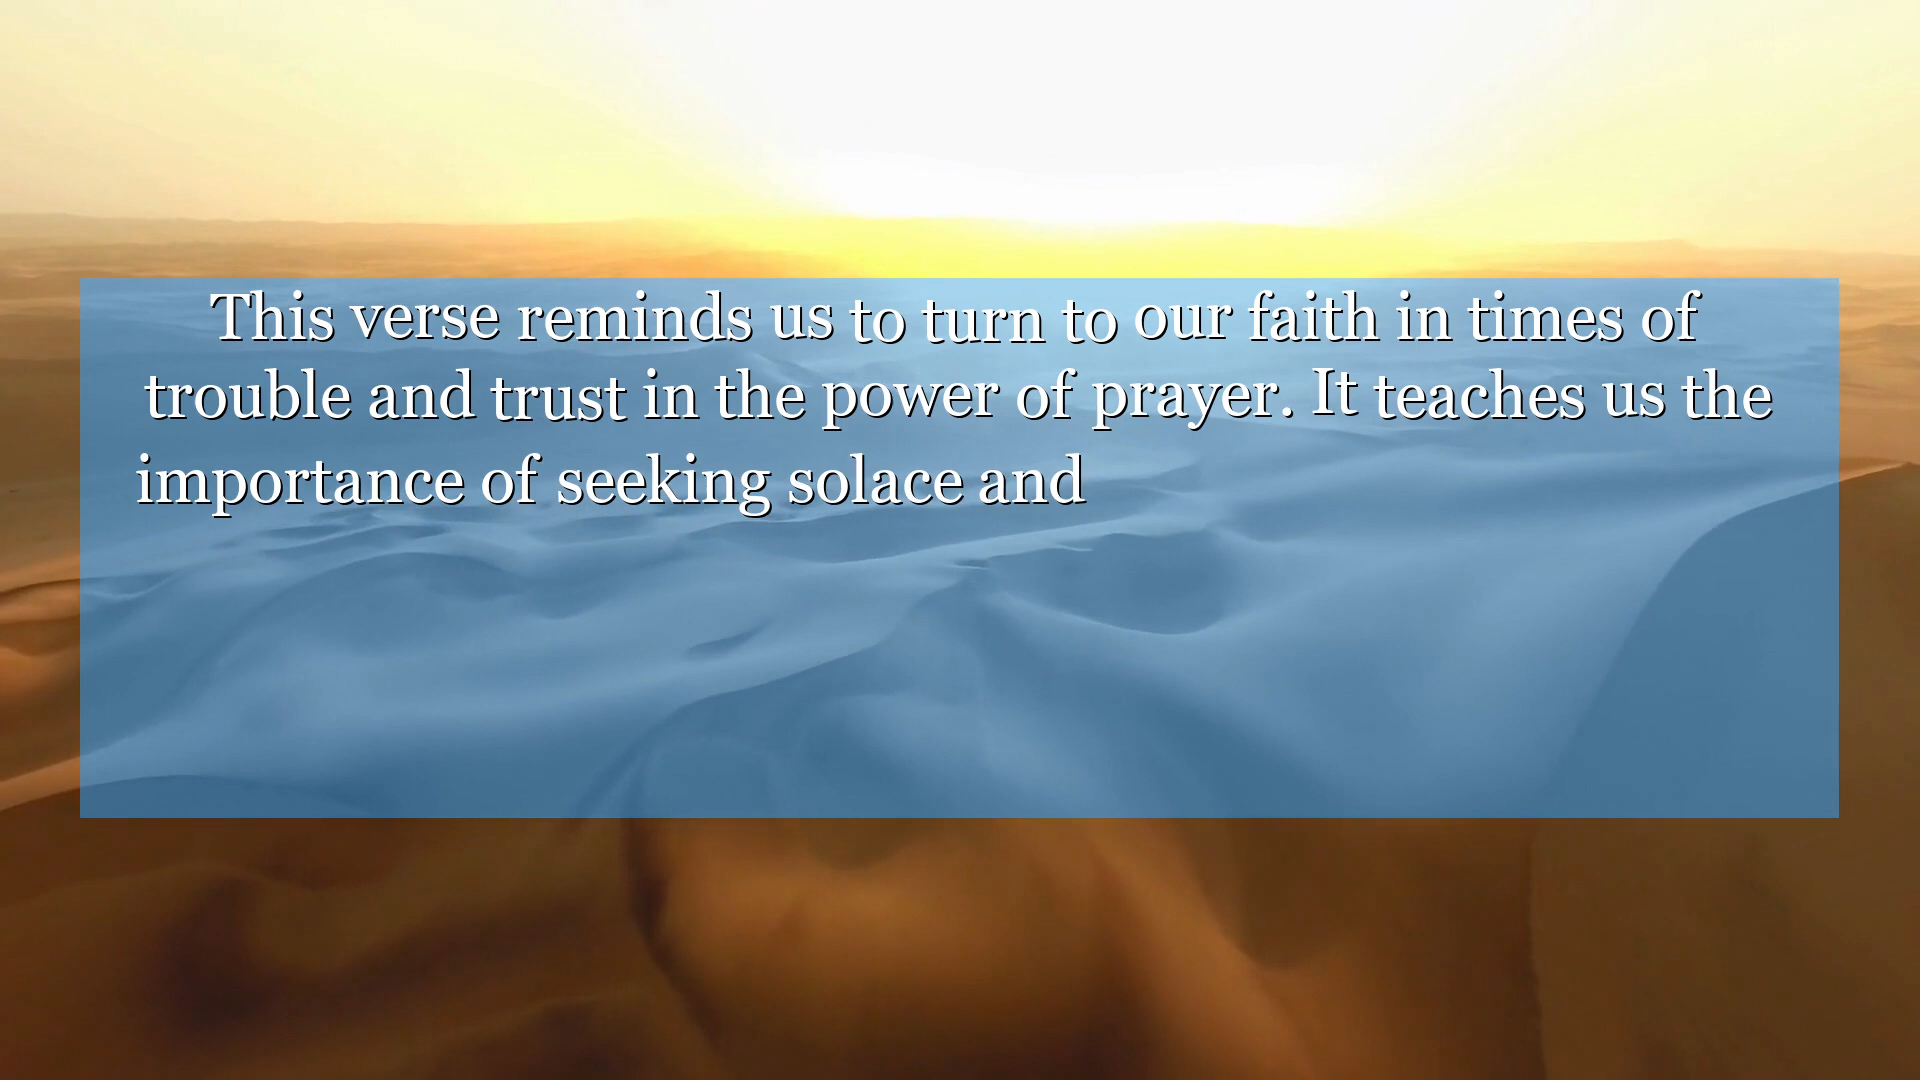 This verse reminds us to turn to our faith in times of
trouble and trust in the power of prayer. It teaches us the
importance of seeking solace and